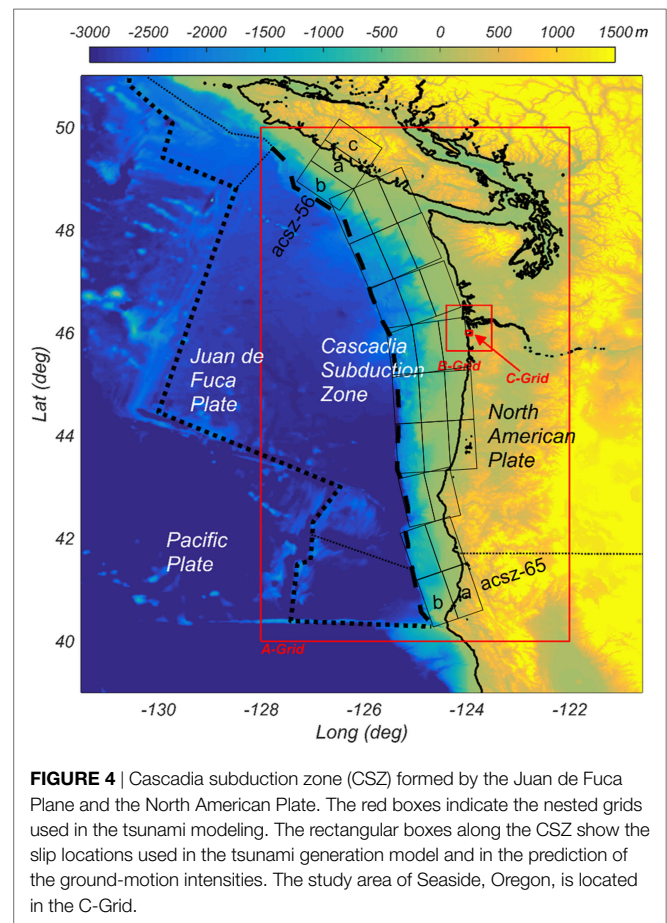 -3000 -2500 -2000 -1500 -1000 -500 0 500 1000 1500 m
50
48
46
44
42
40
Lat (deg)
-130 -128 -126 -124 -122
Long (deg)
c
a
b
acsz-56
Juan de
Fuca
Plate
Cascadia
Subduction
Zone
B-Grid
C-Grid
North
American
Plate
Pacific
Plate
acsz-65
b
a
A-Grid
FIGURE 4 | Cascadia subduction zone (CSZ) formed by the Juan de Fuca
Plane and the North American Plate. The red boxes indicate the nested grids
used in the tsunami modeling. The rectangular boxes along the CSZ show the
slip locations used in the tsunami generation model and in the prediction of
the ground-motion intensities. The study area of Seaside, Oregon, is located
in the C-Grid.